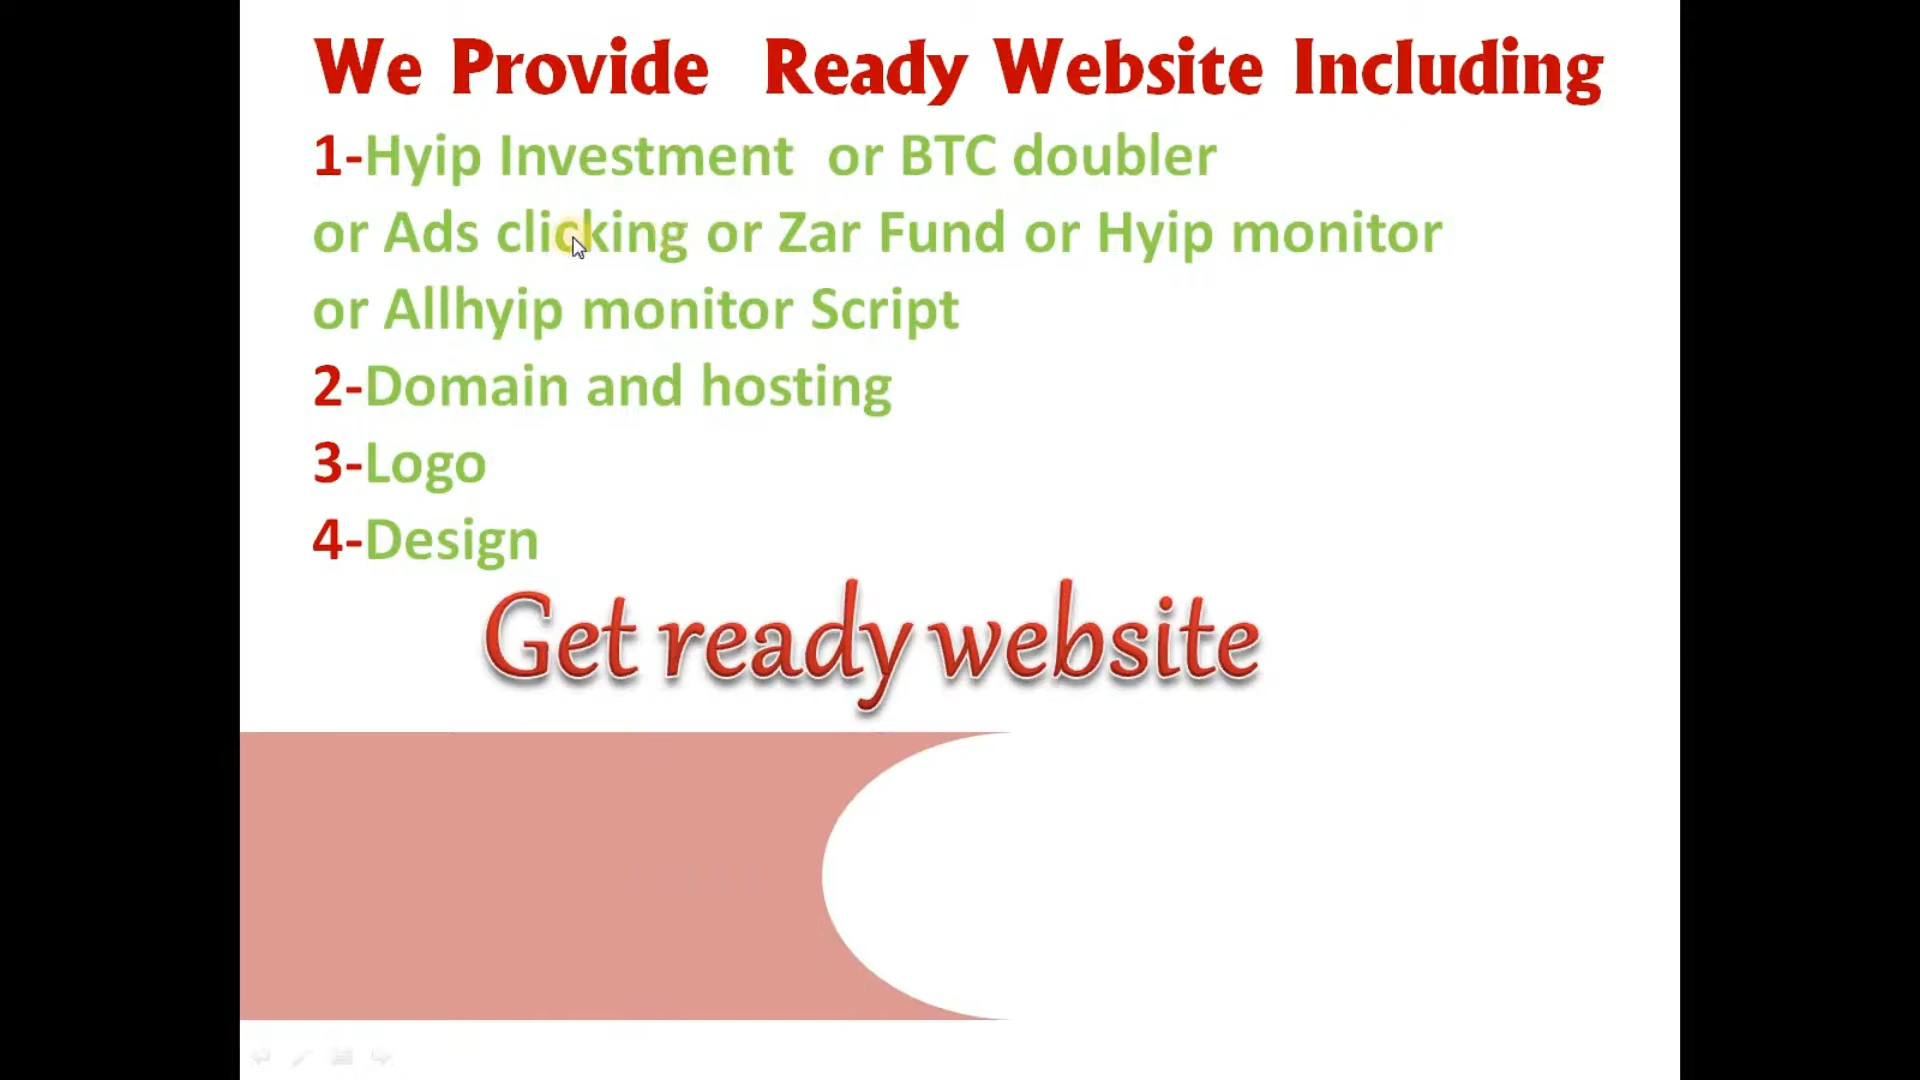 We Provide  Ready Website Including
1-Hyip Investment  or BTC doubler
or Ads clicking or Zar Fund or Hyip monitor
or Allhyip monitor Script
2-Domain and hosting
3-Logo
4-Design
Get ready website